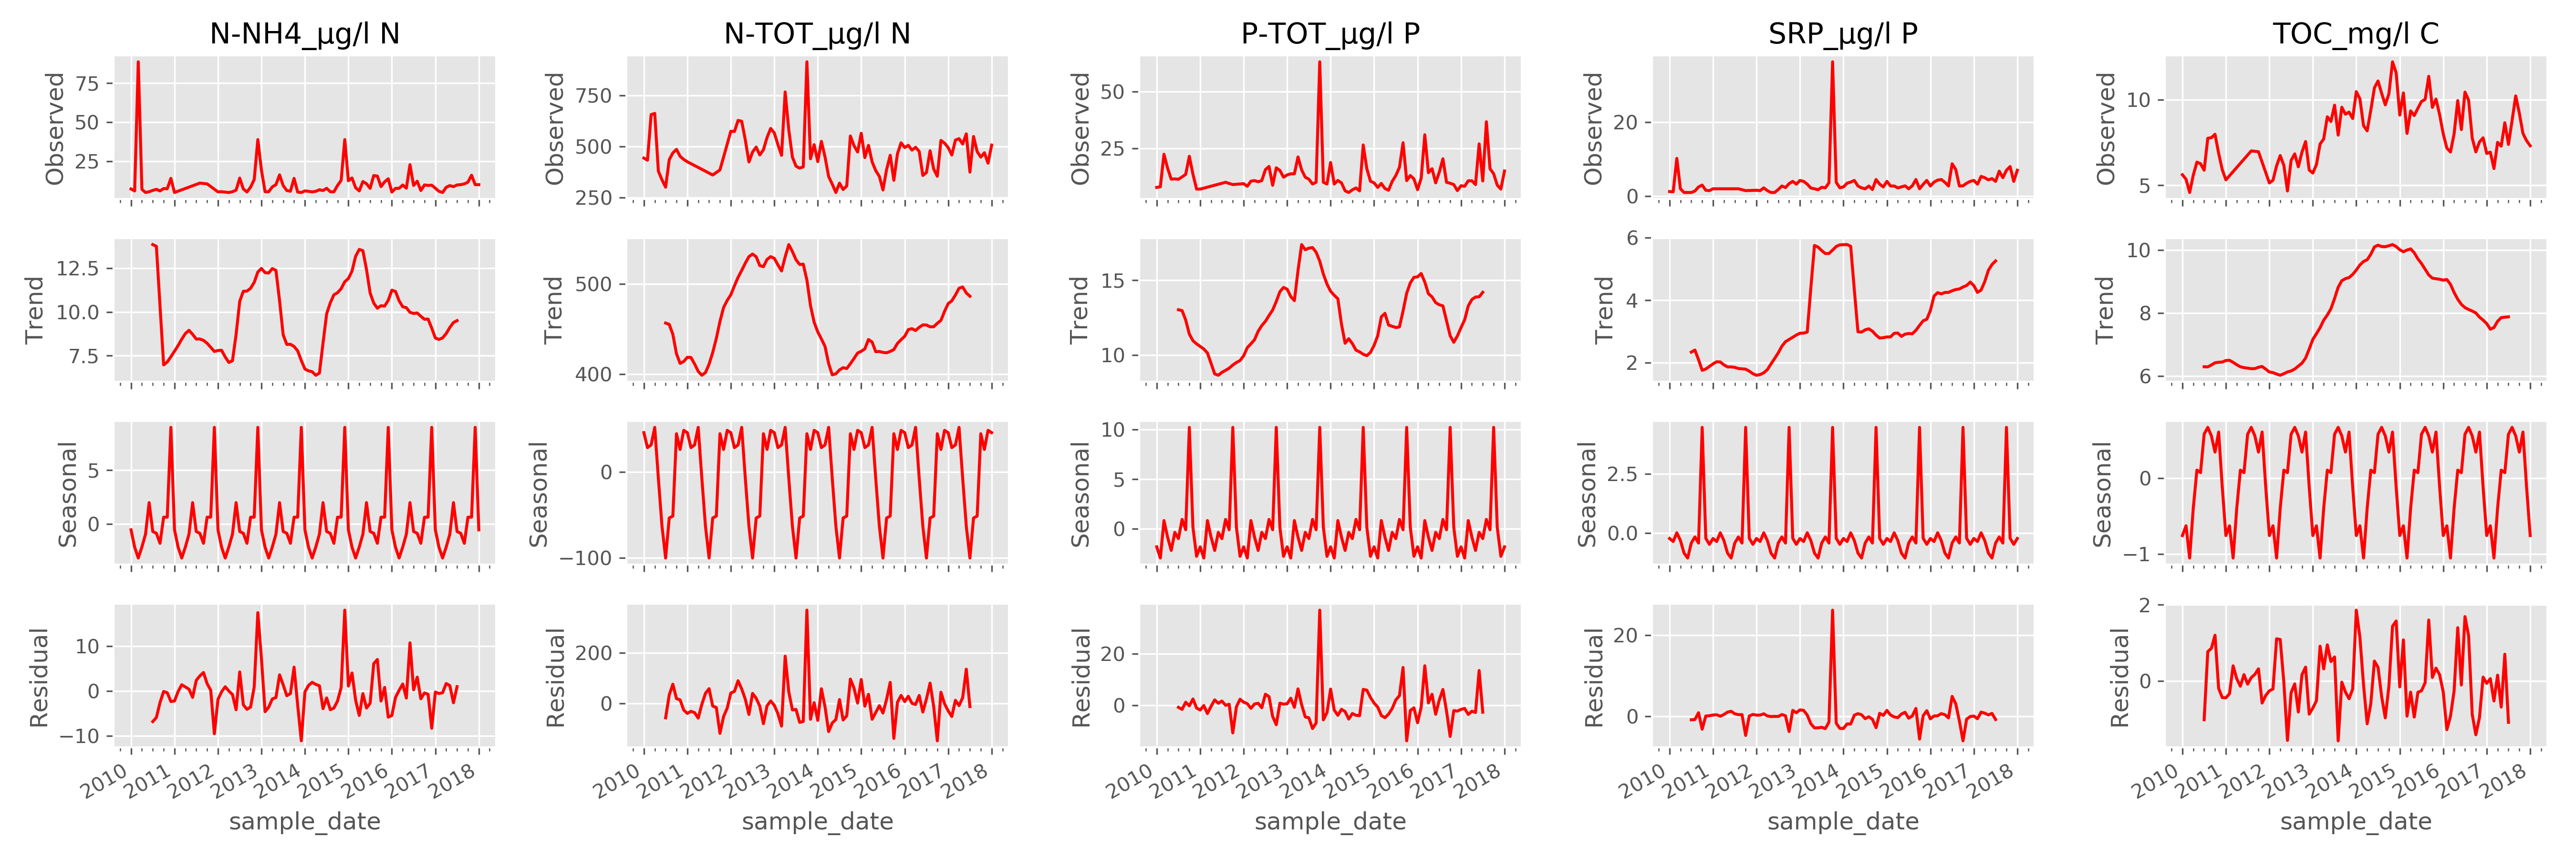 N-NH4_µg/l N
N-TOT_µg/l N
P-TOT_µg/l P
SRP_µg/l P
TOC_mg/l C
Observed
75
50
25
Observed
750
500
250
Observed
50
25
Observed
20
0
Observed
10
5
Trend
12.5
10.0
7.5
Trend
500
400
Trend
15
10
Trend
6
4
2
Trend
10
8
6
Seasonal
5
0
Seasonal
0
−100
Seasonal
10
5
0
Seasonal
2.5
0.0
Seasonal
0
−1
Residual
10
0
−10
Residual
200
0
Residual
20
0
Residual
20
0
Residual
2
0
2010 2011 2012 2013 2014 2015 2016 2017 2018
2010 2011 2012 2013 2014 2015 2016 2017 2018
2010 2011 2012 2013 2014 2015 2016 2017 2018
2010 2011 2012 2013 2014 2015 2016 2017 2018
2010 2011 2012 2013 2014 2015 2016 2017 2018
sample_date
sample_date
sample_date
sample_date
sample_date